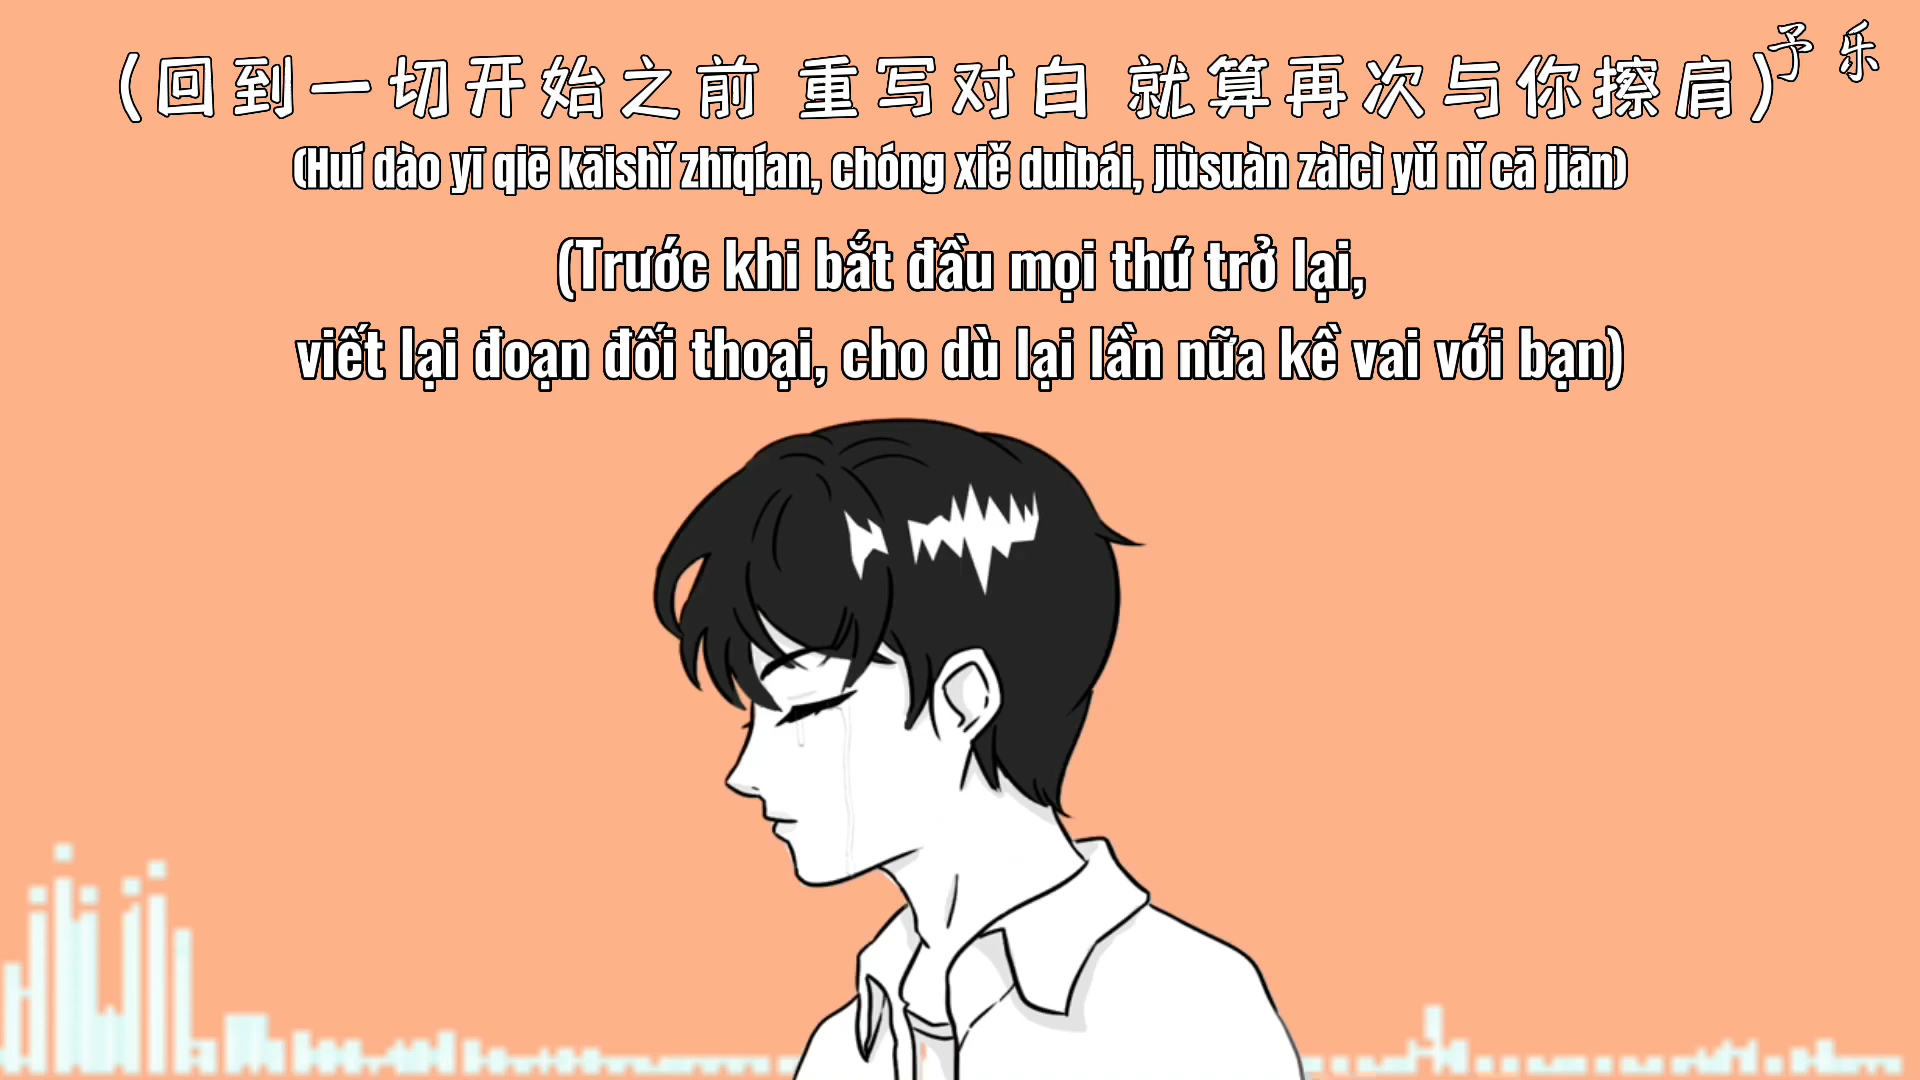 (回到一切开始之前 重写对白 就算再次与你擦肩)
予乐
(Huí dào yī qiē kāishǐ zhīqían, chóng xiě duìbái, jiùsuàn zàicì yǔ nǐ cā jiān)
(Trước khi bắt đầu mọi thứ trở lại,
viết lại đoạn đối thoại, cho dù lại lần nữa kề vai với bạn)